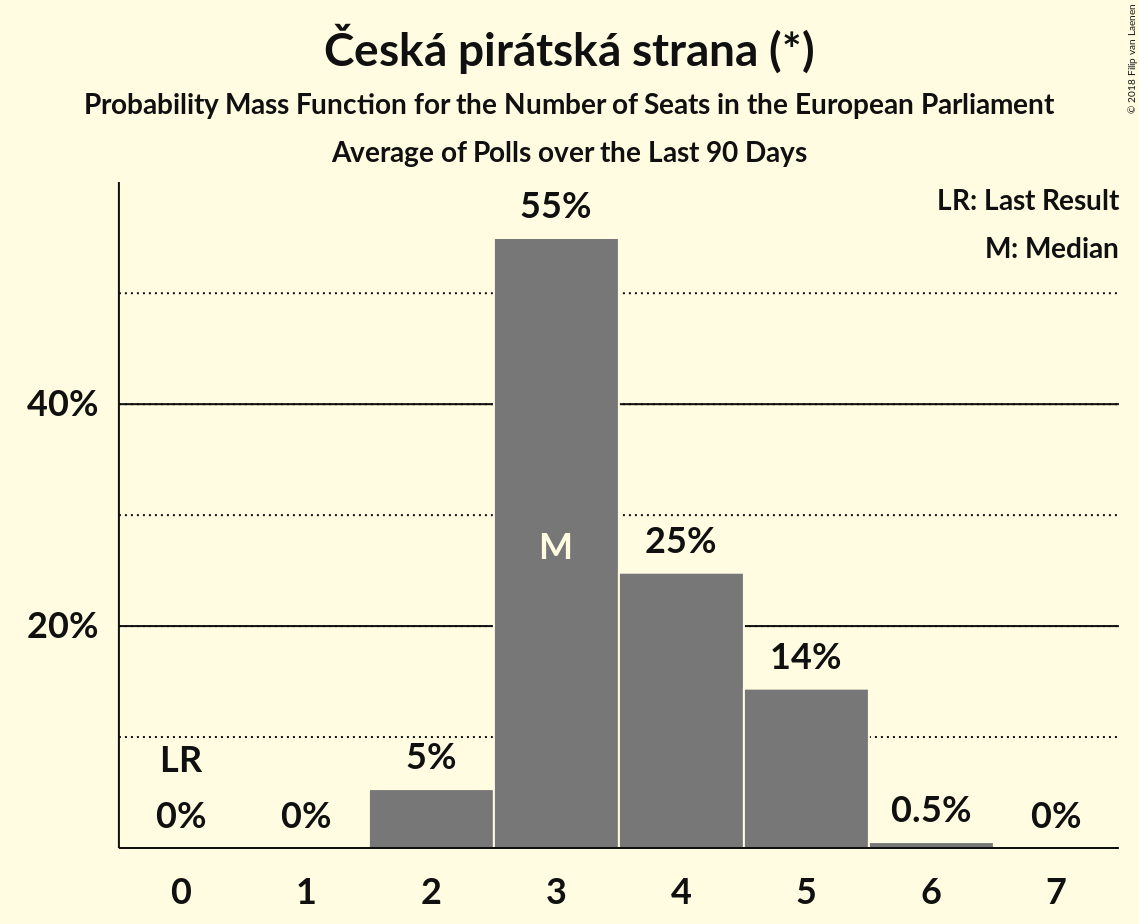 Česká pirátská strana (*)
Probability Mass Function for the Number of Seats in the European Parliament
Average of Polls over the Last 90 Days
© 2018 Filip van Laenen
LR: Last Result
M: Median
55%
40%
M
25%
20%
14%
LR
5%
0%
0%
0.5%
0%
0 1 2 3 4 5 6 7